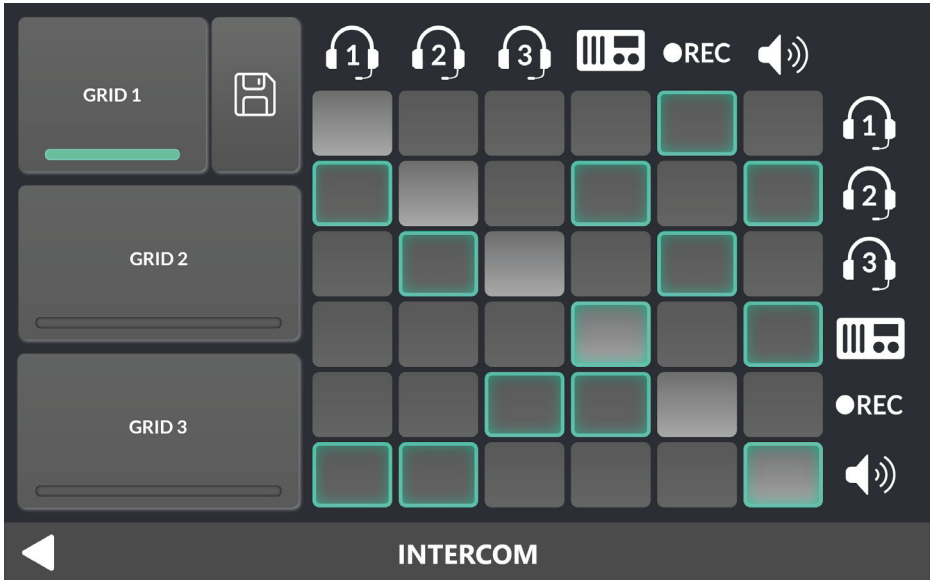 GRID 1
1 2 3 REC
1
2
GRID 2
3
REC
GRID 3
INTERCOM